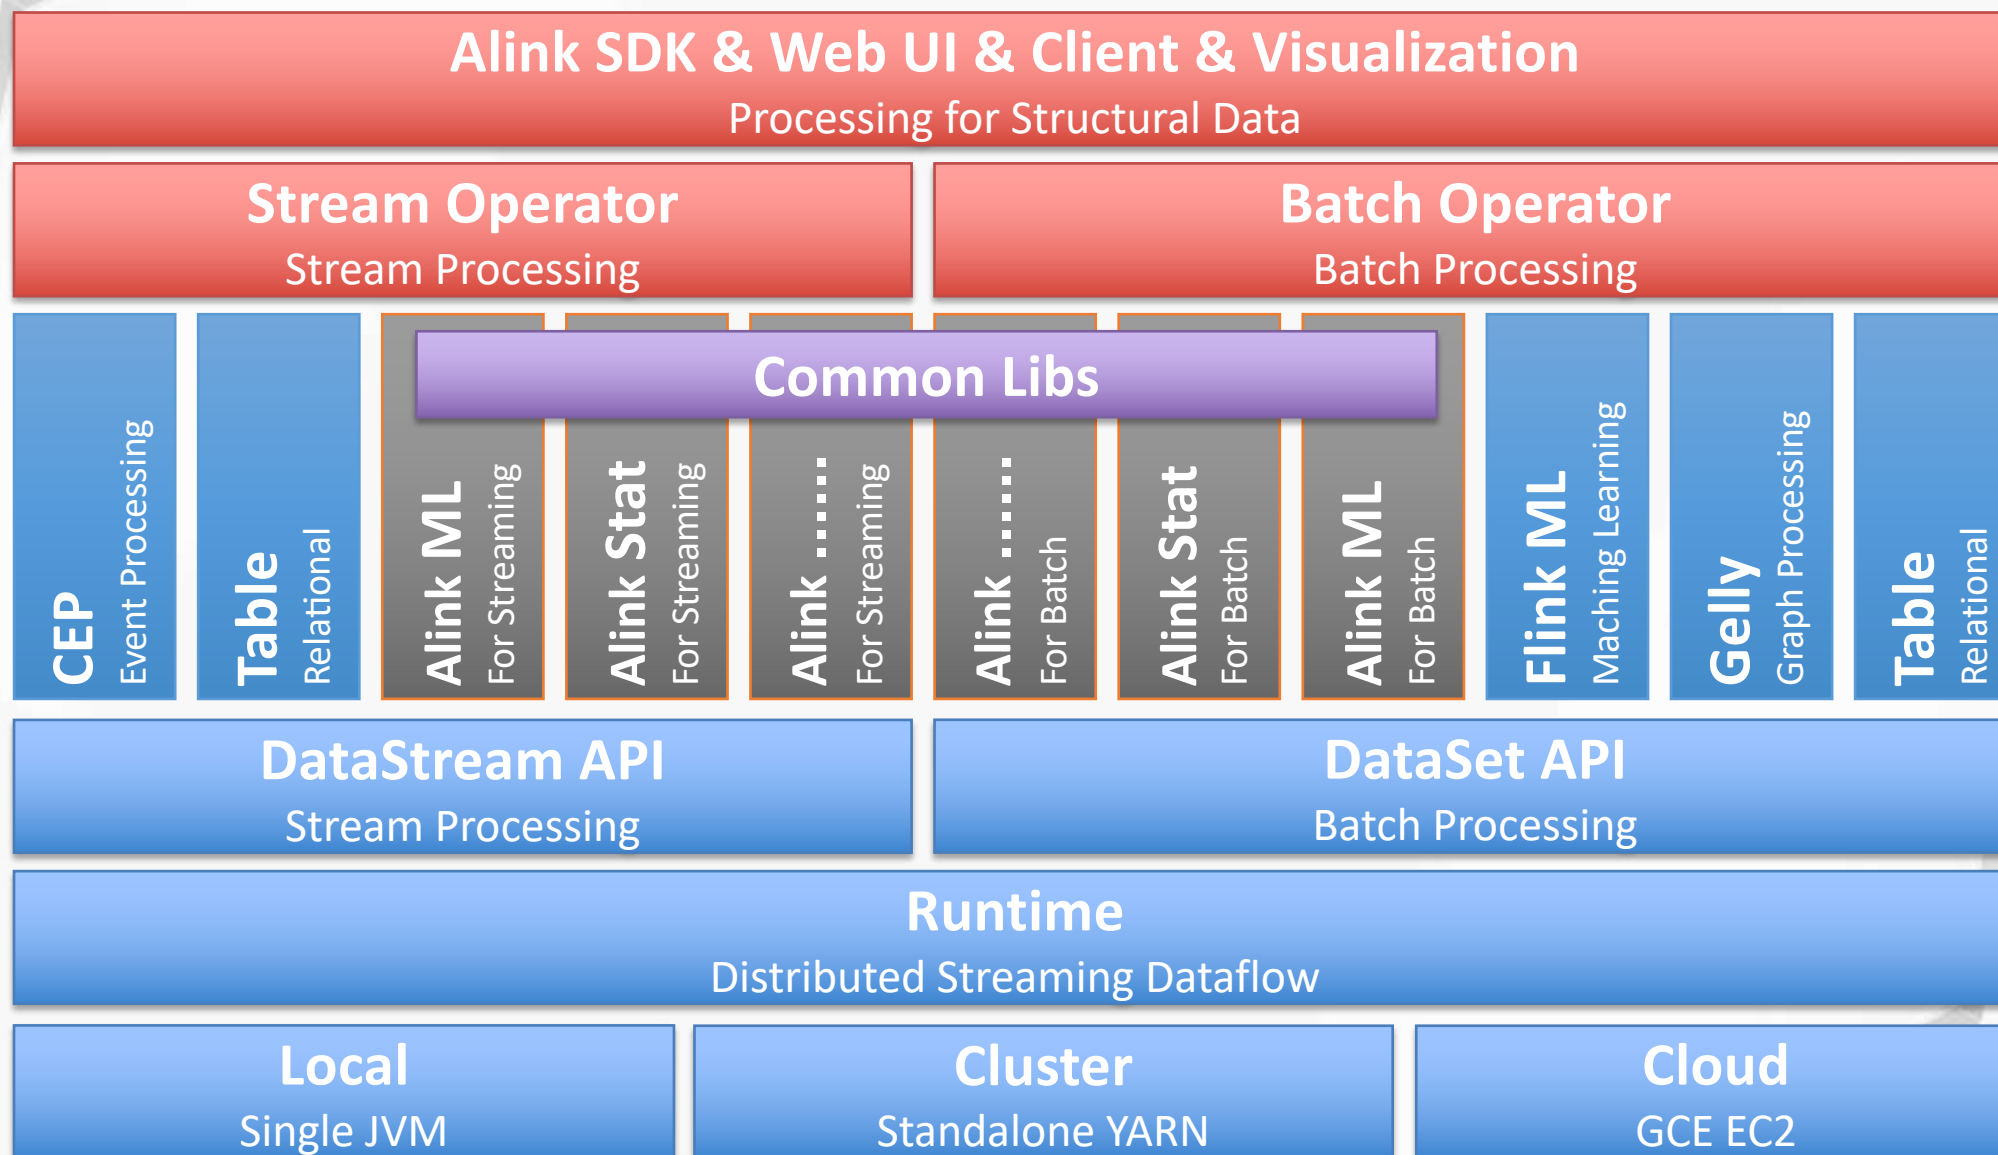 Alink SDK & Web UI & Client & Visualization
Processing for Structural Data
Stream Operator
Stream Processing
Batch Operator
Batch Processing
Common Libs
CEP
Event Processing
Table
Relational
Alink ML
For Streaming
Alink Stat
For Streaming
Alink .......
For Streaming
Alink .......
For Batch
Alink Stat
For Batch
Alink ML
For Batch
Flink ML
Maching Learning
Gelly
Graph Processing
Table
Relational
DataStream API
Stream Processing
DataSet API
Batch Processing
Runtime
Distributed Streaming Dataflow
Local
Single JVM
Cluster
Standalone YARN
Cloud
GCE EC2